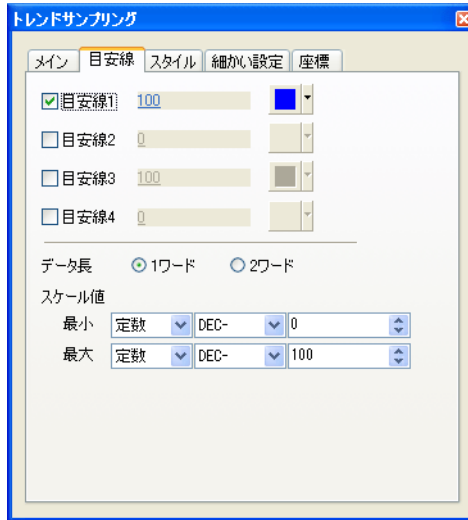 トレンドサンプリング
メイン 目安線 スタイル 細かい設定 座標
目安線1 100
目安線2 0
目安線3 100
目安線4 0
データ長 1ワード 2ワード
スケール値
最小 定数 DEC- 0
最大 定数 DEC- 100